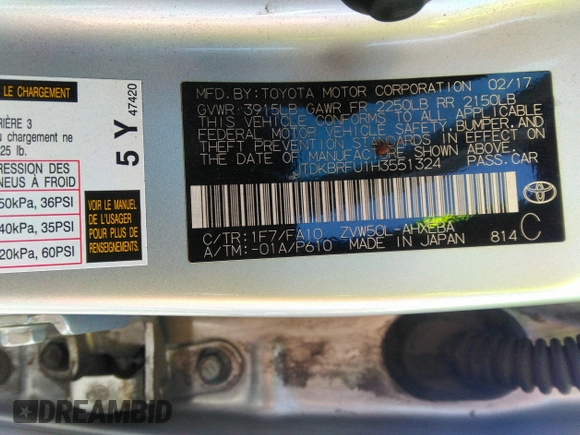 LE CHARGEMENT
RIÈRE 3
u chargement ne
25 lb.
RESSION DES
NEUS À FROID
50kPa, 36PSI
40kPa, 35PSI
20kPa, 60PSI
VOIR LE MANUEL
DE L'USAGER
POUR PLUS DE
RENSEIGNEMENTS
5 Y 47420
MFD. BY: TOYOTA MOTOR CORPORATION 02/17
GVWR 3915LB GAWR FR 2250LB RR 2150LB
THIS VEHICLE CONFORMS TO ALL APPLICABLE
FEDERAL MOTOR VEHICLE SAFETY, BUMPER, AND
THEFT PREVENTION STANDARDS IN EFFECT ON
THE DATE OF MANUFACTURE SHOWN ABOVE.
JTDKBRFU1H3551324 PASS.CAR
TOYOTA
C/TR: 1F7/FA10 ZVW50L-AHXEBA
A/TM: -01A/P610 MADE IN JAPAN 814 C
DREAMBID